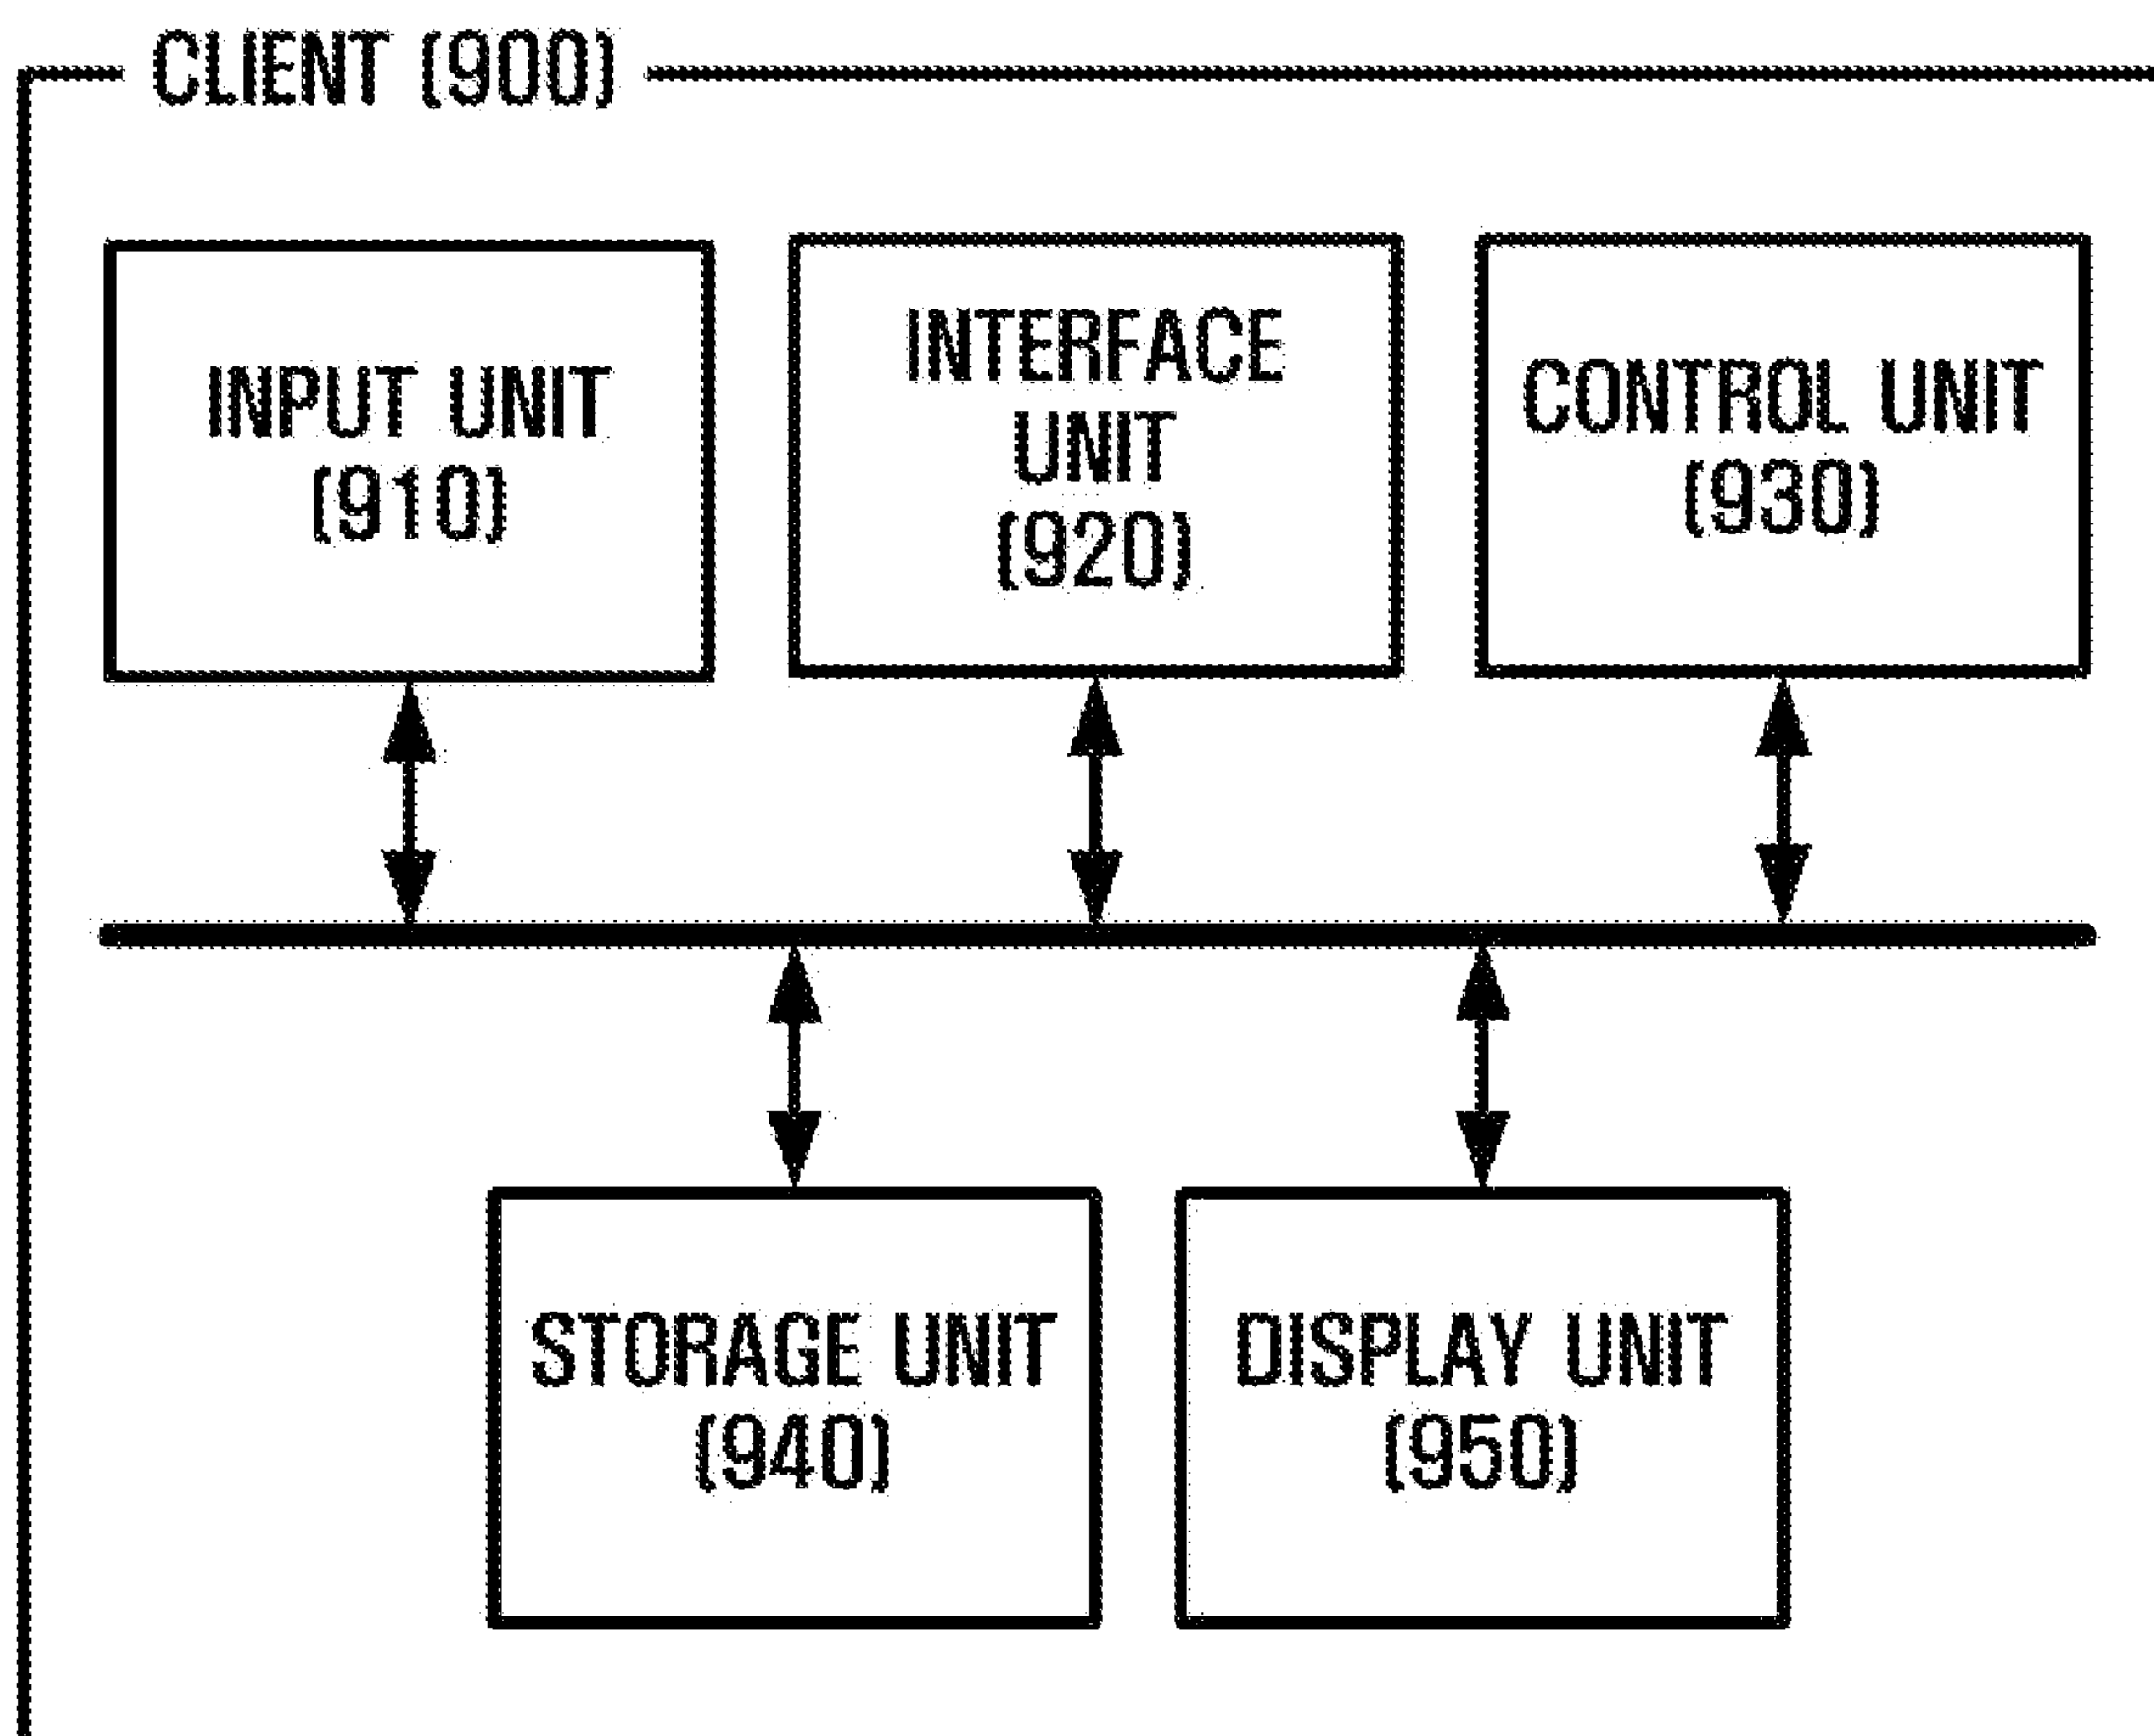 CLIENT (900)
INPUT UNIT
(910)
INTERFACE
UNIT
(920)
CONTROL UNIT
(930)
STORAGE UNIT
(940)
DISPLAY UNIT
(950)